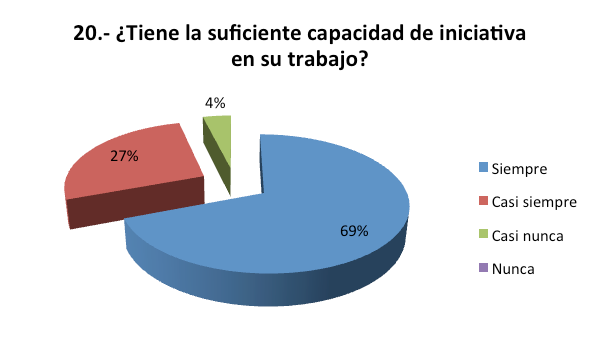 20.- ¿Tiene la suficiente capacidad de iniciativa
en su trabajo?
4%
27%
69%
Siempre
Casi siempre
Casi nunca
Nunca